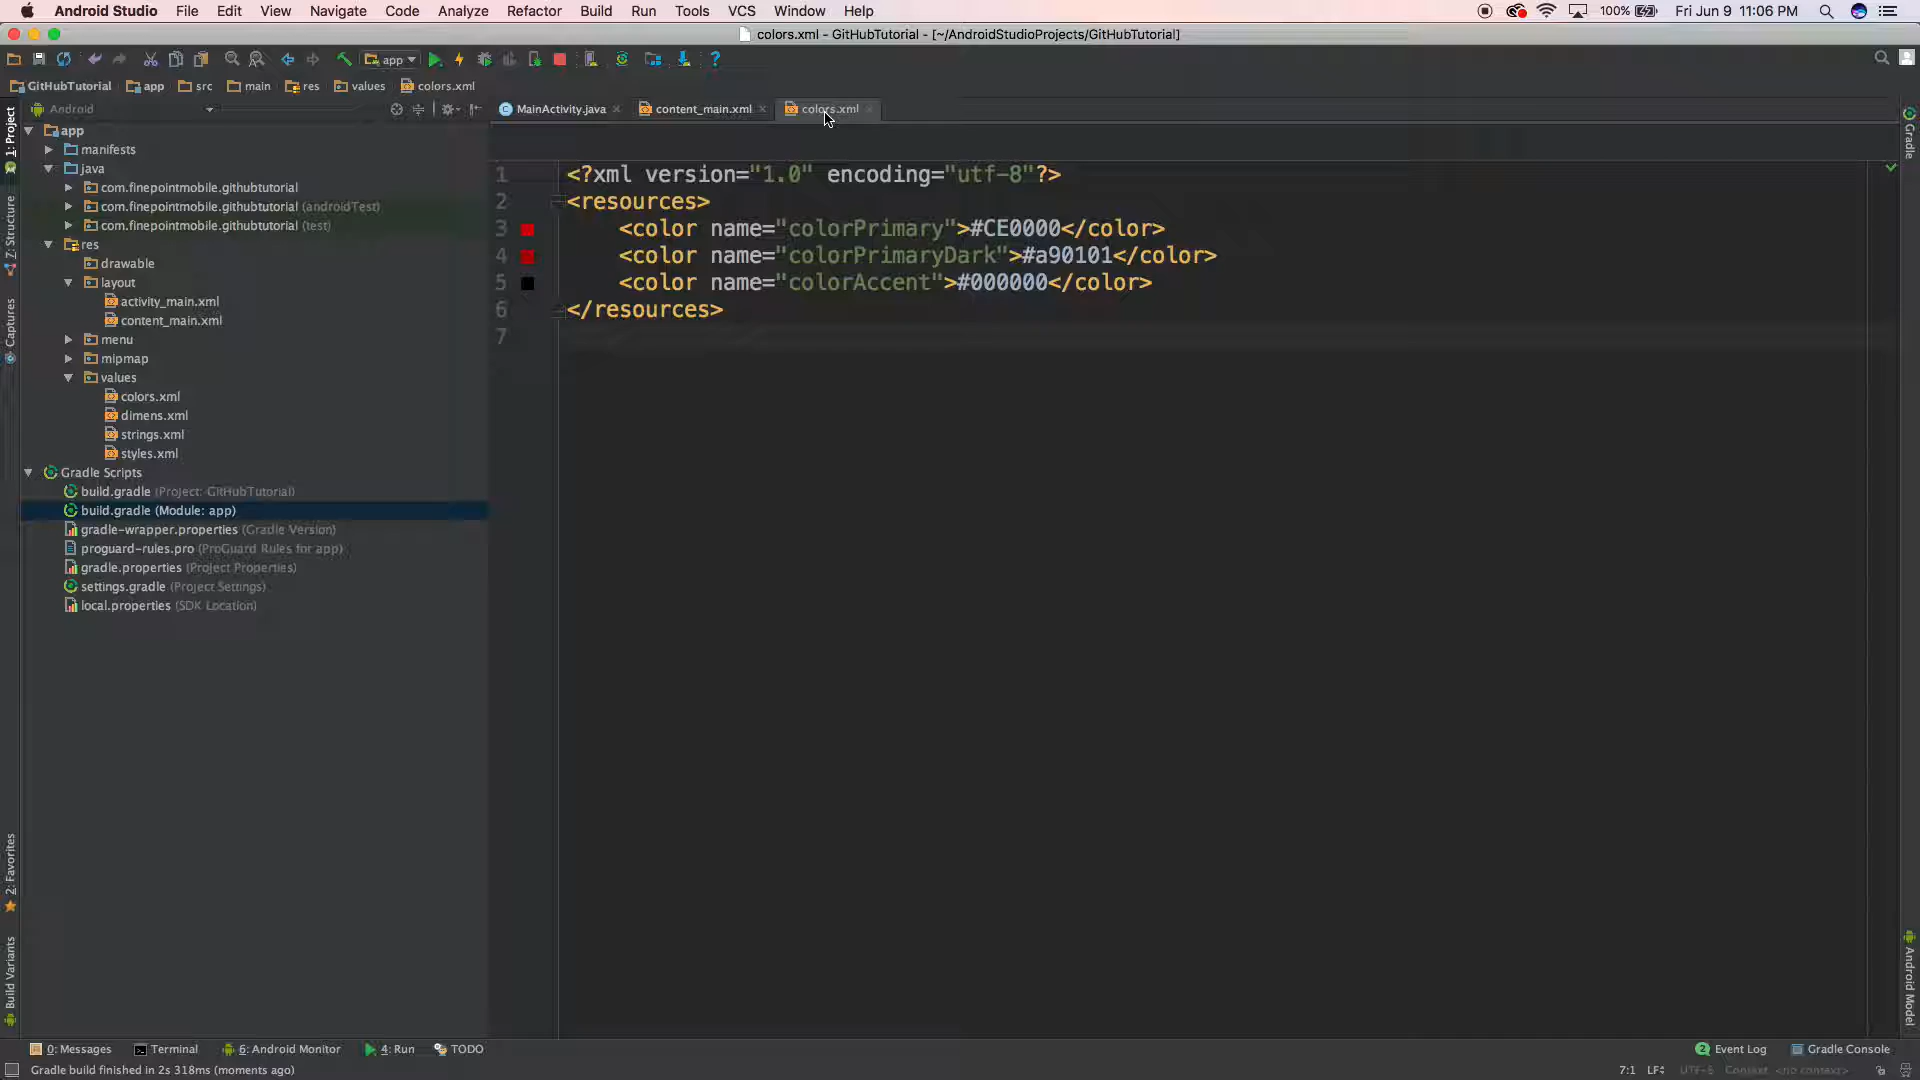 Android Studio File Edit View Navigate Code Analyze Refactor Build Run Tools VCS Window Help 100% Fri Jun 9 11:06 PM
colors.xml - GitHubTutorial - [~/AndroidStudioProjects/GitHubTutorial]
app
GitHubTutorial app src main res values colors.xml
Android
MainActivity.java content_main.xml colors.xml
1: Project
7: Structure
Captures
2: Favorites
Build Variants
app
manifests
java
com.finepointmobile.githubtutorial
com.finepointmobile.githubtutorial (androidTest)
com.finepointmobile.githubtutorial (test)
res
drawable
layout
activity_main.xml
content_main.xml
menu
mipmap
values
colors.xml
dimens.xml
strings.xml
styles.xml
Gradle Scripts
build.gradle (Project: GitHubTutorial)
build.gradle (Module: app)
gradle-wrapper.properties (Gradle Version)
proguard-rules.pro (ProGuard Rules for app)
gradle.properties (Project Properties)
settings.gradle (Project Settings)
local.properties (SDK Location)
1 <?xml version="1.0" encoding="utf-8"?>
2 <resources>
3 <color name="colorPrimary">#CE0000</color>
4 <color name="colorPrimaryDark">#a90101</color>
5 <color name="colorAccent">#000000</color>
6 </resources>
7
Gradle
Android Model
0: Messages Terminal 6: Android Monitor 4: Run TODO 2 Event Log Gradle Console
Gradle build finished in 2s 318ms (moments ago) 7:1 LF UTF-8 Context: <no context>